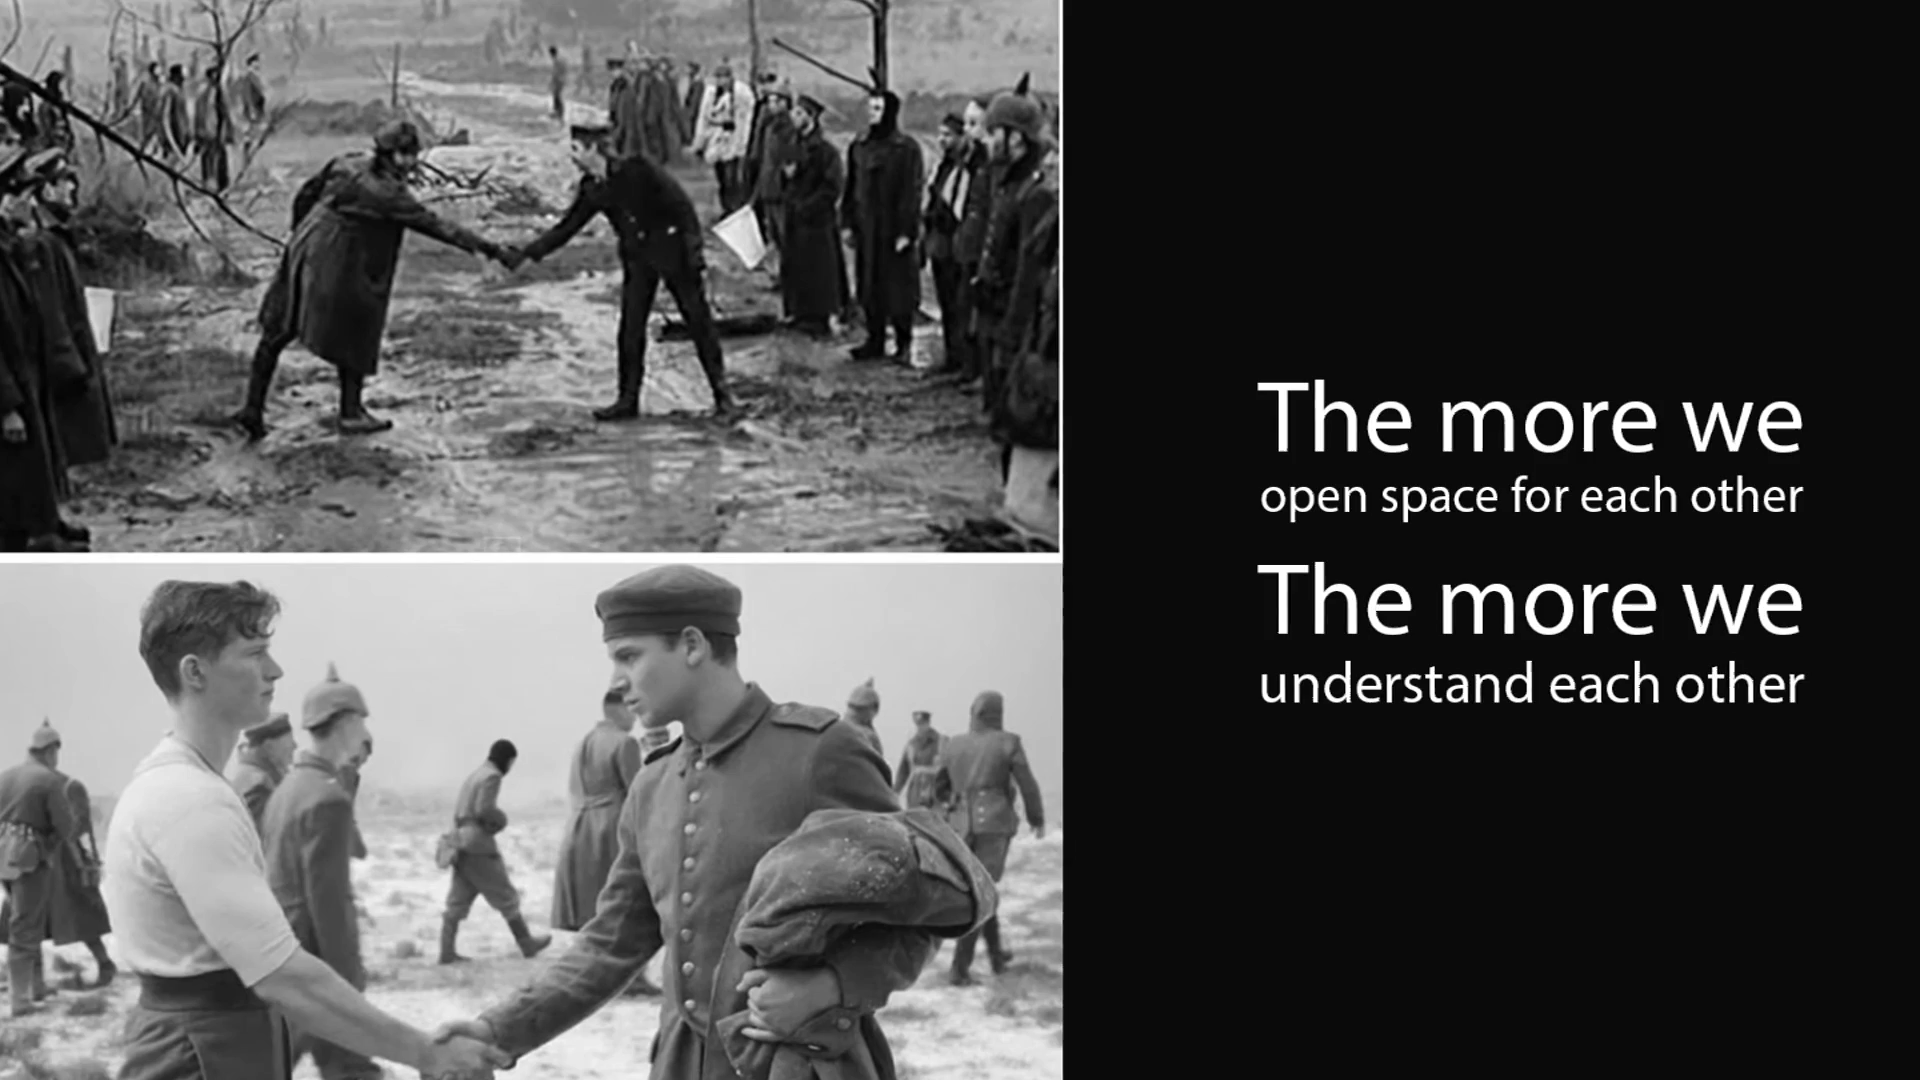 The more we
open space for each other
The more we
understand each other